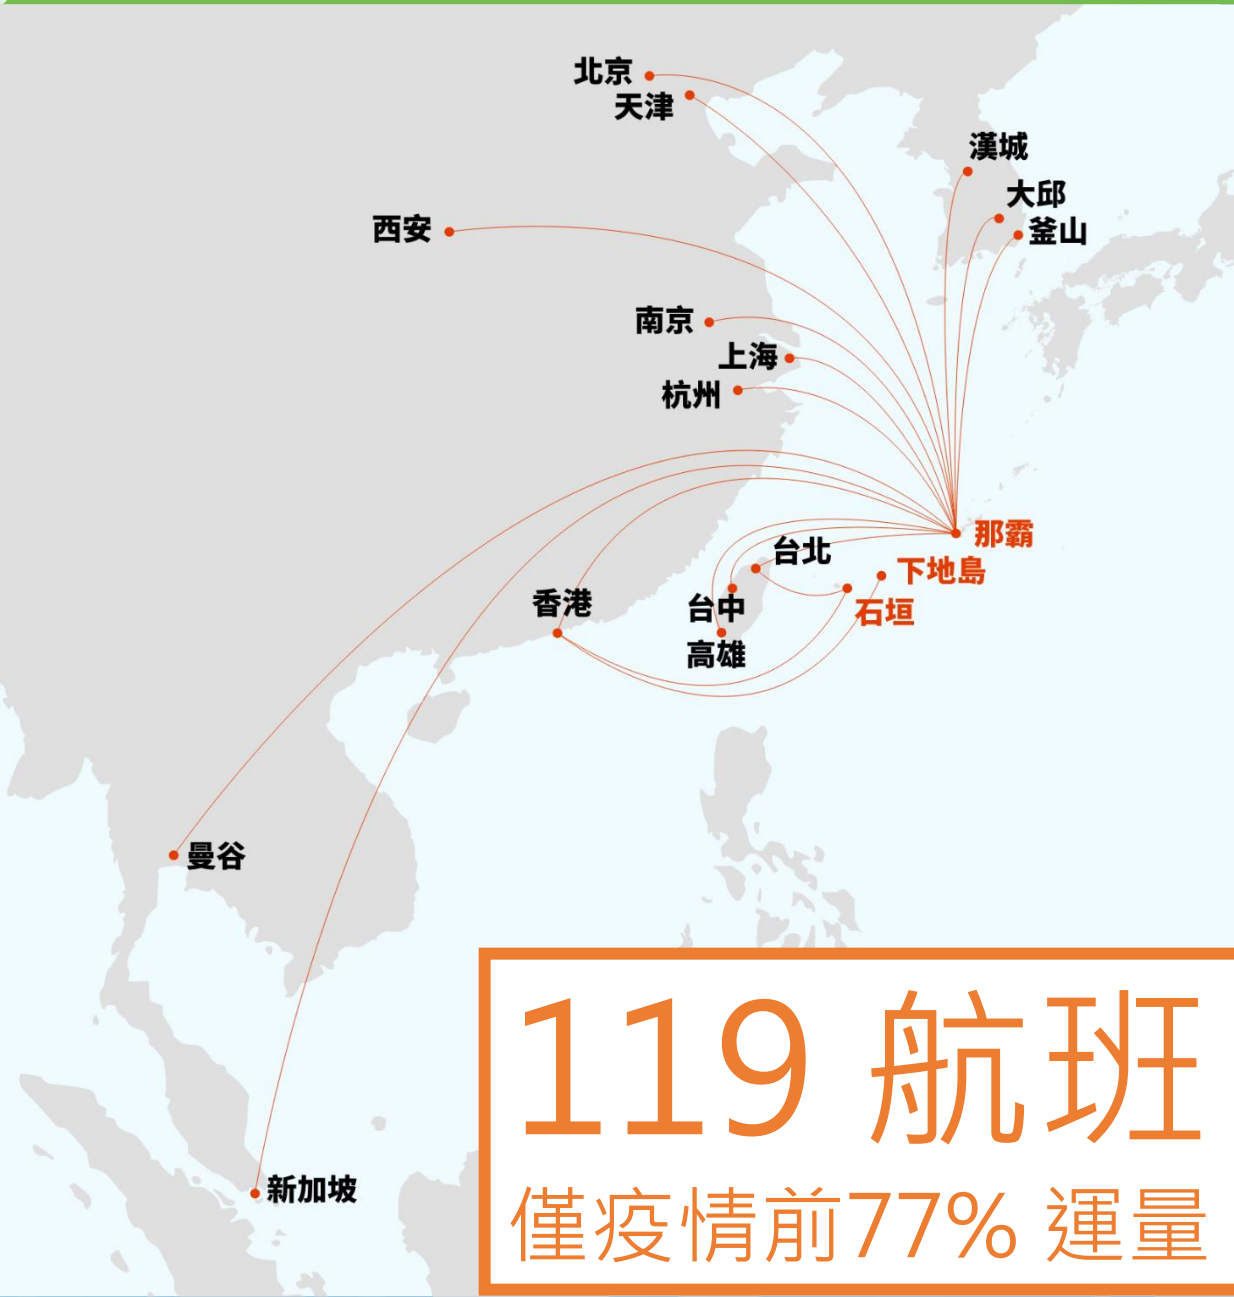 北京
天津
漢城
大邱
釜山
西安
南京
上海
杭州
那霸
台北
下地島
香港
台中
石垣
高雄
曼谷
新加坡
119 航班
僅疫情前77% 運量